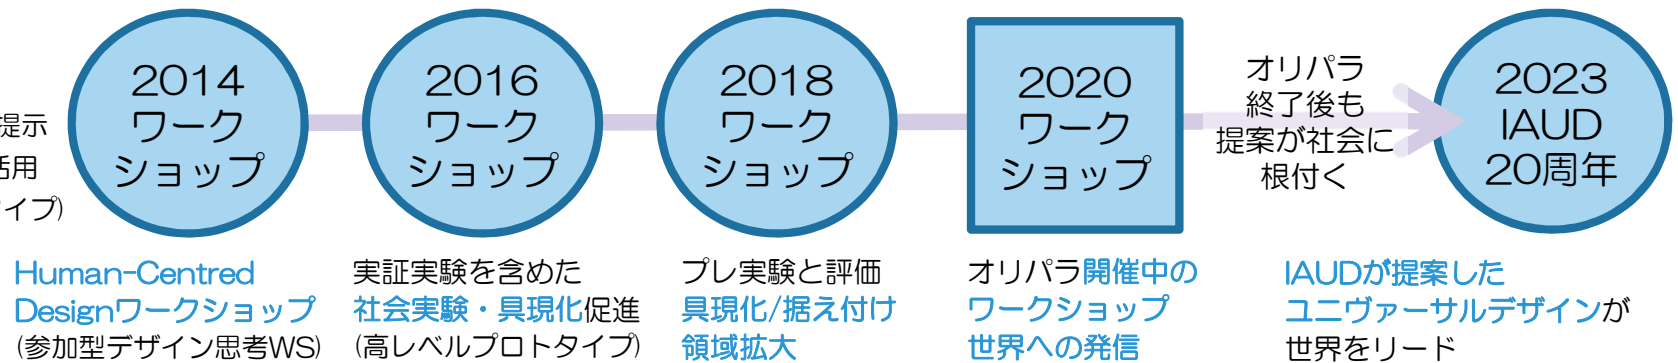 提示
活用
タイプ)
2014
ワーク
ショップ
2016
ワーク
ショップ
2018
ワーク
ショップ
2020
ワーク
ショップ
オリパラ
終了後も
提案が社会に
根付く
2023
IAUD
20周年
Human-Centred
Designワークショップ
(参加型デザイン思考WS)
実証実験を含めた
社会実験・具現化促進
(高レベルプロトタイプ)
プレ実験と評価
具現化/据え付け
領域拡大
オリパラ開催中の
ワークショップ
世界への発信
IAUDが提案した
ユニヴァーサルデザインが
世界をリード